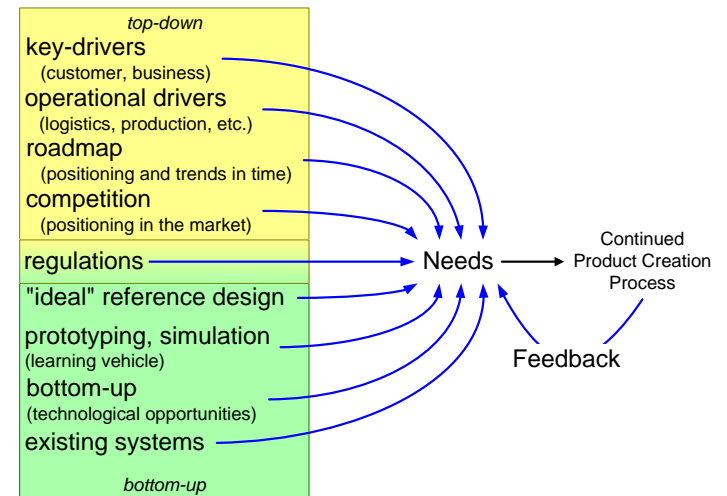 top-down
key-drivers
(customer, business)
operational drivers
(logistics, production, etc.)
roadmap
(positioning and trends in time)
competition
(positioning in the market)
regulations
"ideal" reference design
prototyping, simulation
(learning vehicle)
bottom-up
(technological opportunities)
existing systems
bottom-up
Needs
Continued
Product Creation
Process
Feedback